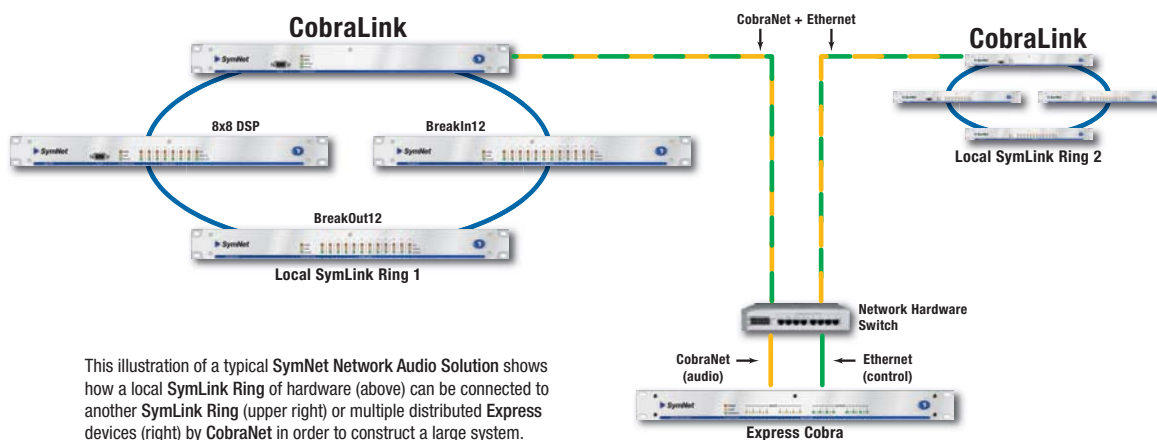 CobraLink
CobraNet + Ethernet
CobraLink
SymNet
8x8 DSP
BreakIn12
SymNet
SymNet
Local SymLink Ring 2
BreakOut12
SymNet
Local SymLink Ring 1
Network Hardware
Switch
CobraNet
(audio)
Ethernet
(control)
This illustration of a typical SymNet Network Audio Solution shows
how a local SymLink Ring of hardware (above) can be connected to
another SymLink Ring (upper right) or multiple distributed Express
devices (right) by CobraNet in order to construct a large system.
SymNet
Express Cobra